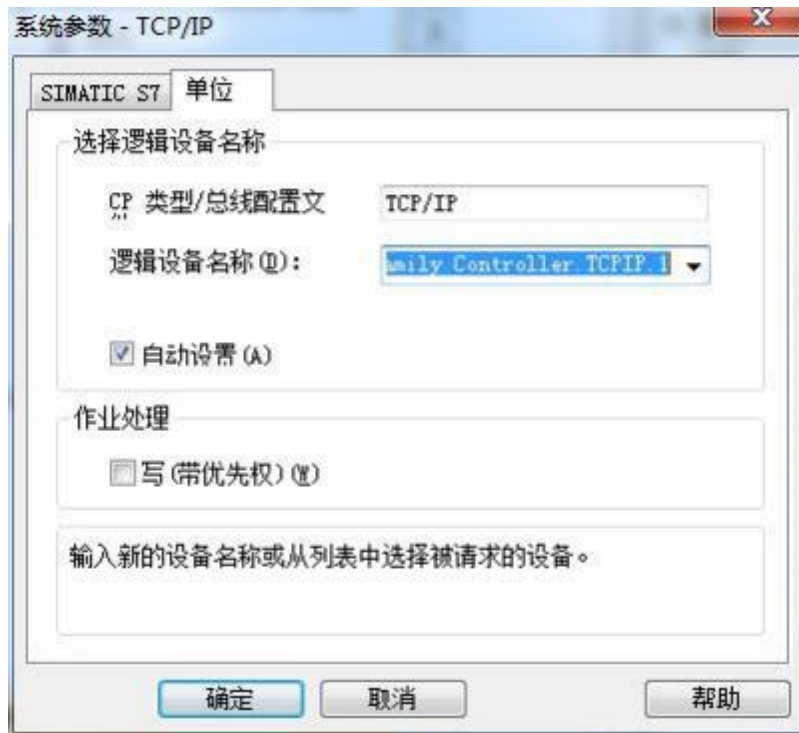 系统参数 - TCP/IP
SIMATIC S7 单位
选择逻辑设备名称
CP 类型/总线配置文 TCP/IP
逻辑设备名称(D): Controller TCPIP.1
自动设置(A)
作业处理
写(带优先权)(W)
输入新的设备名称或从列表中选择被请求的设备。
确定 取消 帮助